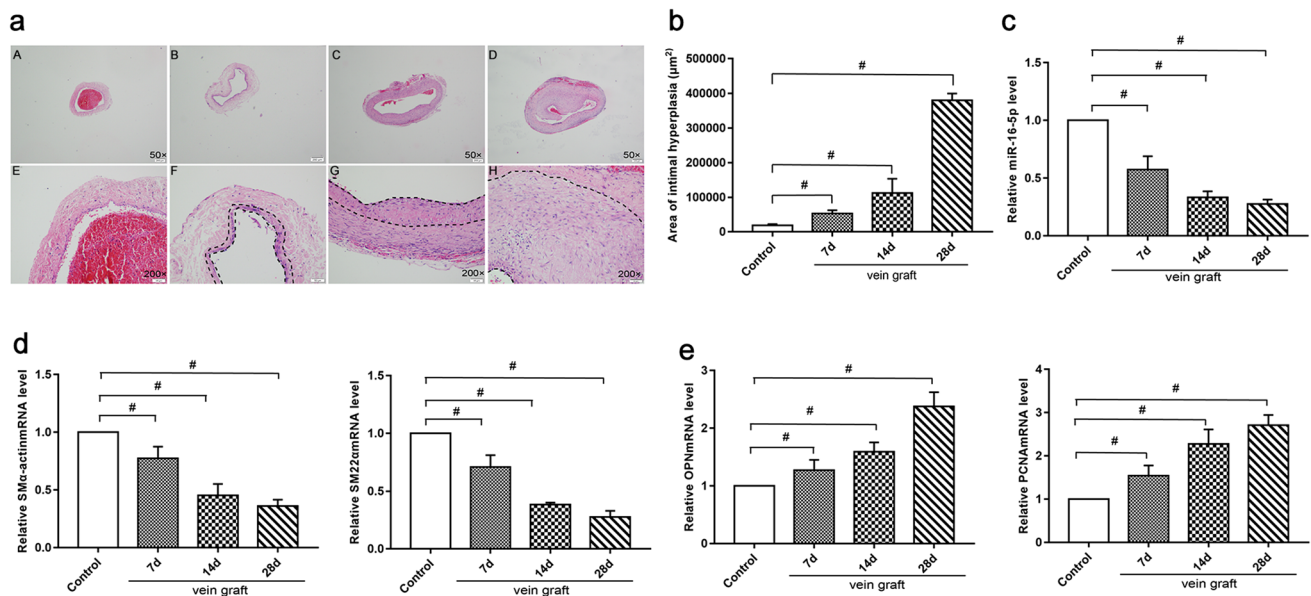 a
A
B
C
D
50×
50×
50×
50×
E
F
G
H
200×
200×
200×
200×
b
Area of intimal hyperplasia (μm²)
500000
400000
300000
200000
100000
0
#
#
#
Control
7d
14d
28d
vein graft
c
Relative miR-16-5p level
1.5
1.0
0.5
0.0
#
#
#
Control
7d
14d
28d
vein graft
d
Relative SMα-actinmRNA level
1.5
1.0
0.5
0.0
#
#
#
Control
7d
14d
28d
vein graft
Relative SM22αmRNA level
1.5
1.0
0.5
0.0
#
#
#
Control
7d
14d
28d
vein graft
e
Relative OPNmRNA level
3
2
1
0
#
#
#
Control
7d
14d
28d
vein graft
Relative PCNAmRNA level
4
3
2
1
0
#
#
#
Control
7d
14d
28d
vein graft